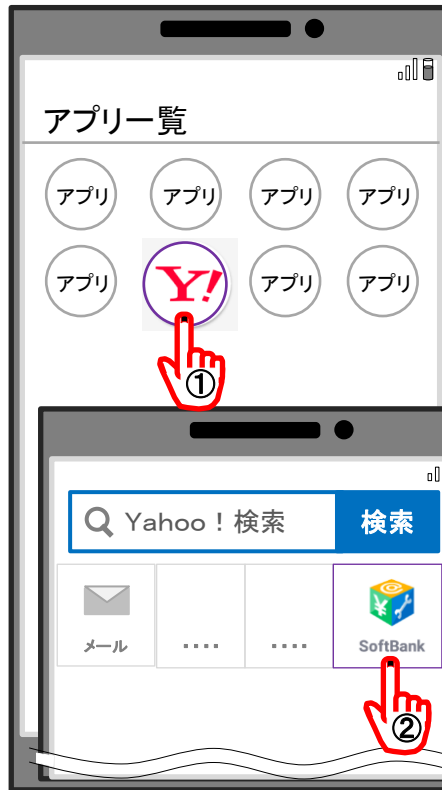 アプリ一覧
アプリ アプリ アプリ アプリ
アプリ Y! アプリ アプリ
①
Yahoo！検索 検索
メール ···· ···· SoftBank
②